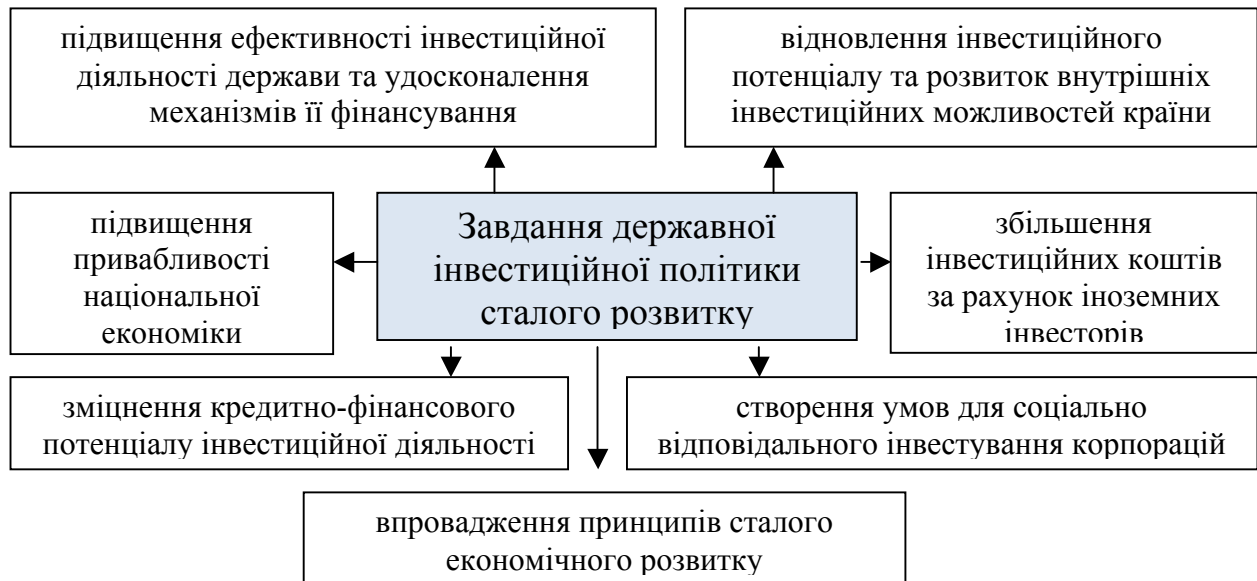 підвищення ефективності інвестиційної
діяльності держави та удосконалення
механізмів її фінансування
відновлення інвестиційного
потенціалу та розвиток внутрішніх
інвестиційних можливостей країни
підвищення
привабливості
національної
економіки
Завдання державної
інвестиційної політики
сталого розвитку
збільшення
інвестиційних коштів
за рахунок іноземних
інвесторів
зміцнення кредитно-фінансового
потенціалу інвестиційної діяльності
створення умов для соціально
відповідального інвестування корпорацій
впровадження принципів сталого
економічного розвитку